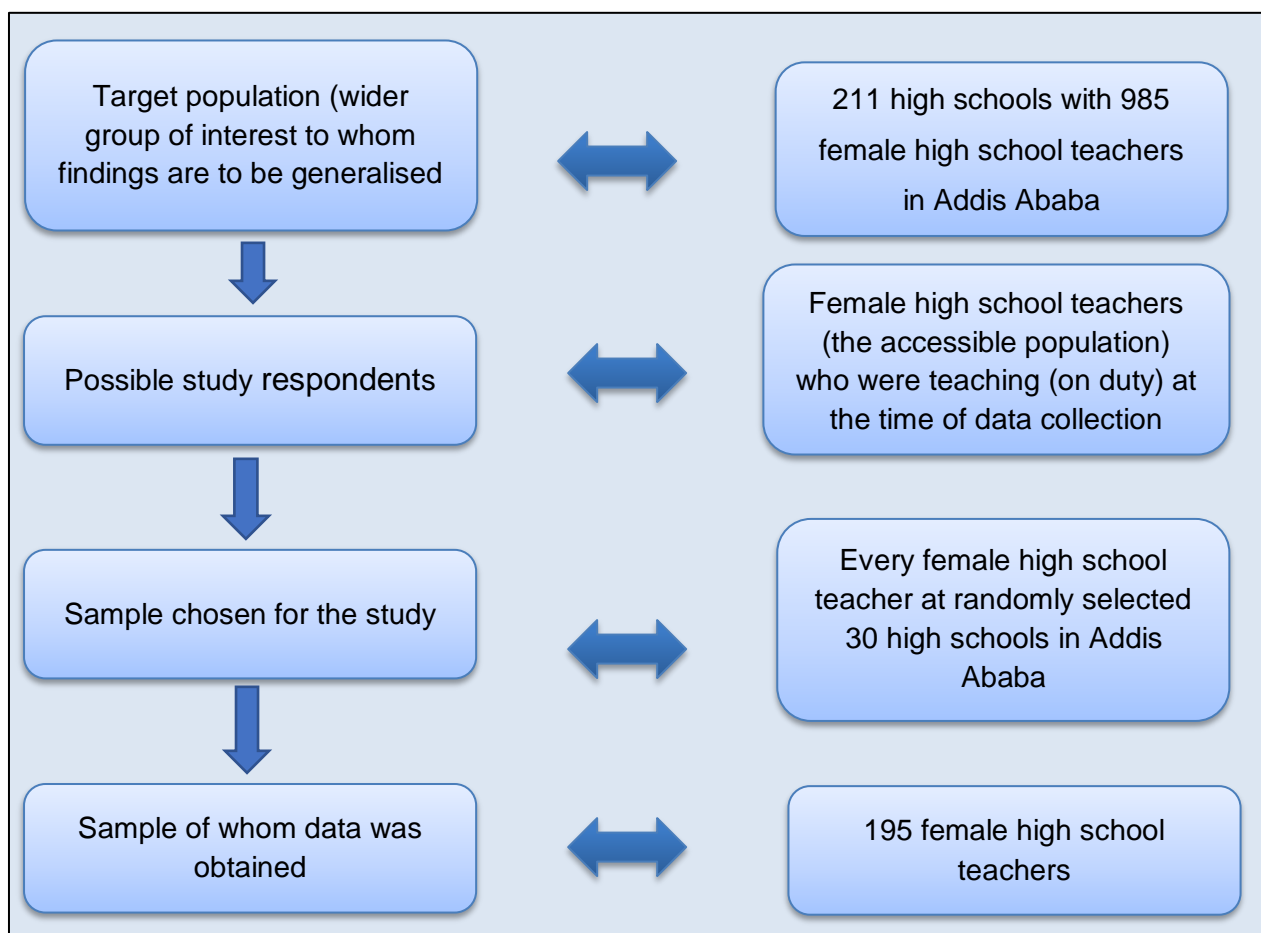 Target population (wider
group of interest to whom
findings are to be generalised
211 high schools with 985
female high school teachers
in Addis Ababa
Possible study respondents
Female high school teachers
(the accessible population)
who were teaching (on duty) at
the time of data collection
Sample chosen for the study
Every female high school
teacher at randomly selected
30 high schools in Addis
Ababa
Sample of whom data was
obtained
195 female high school
teachers